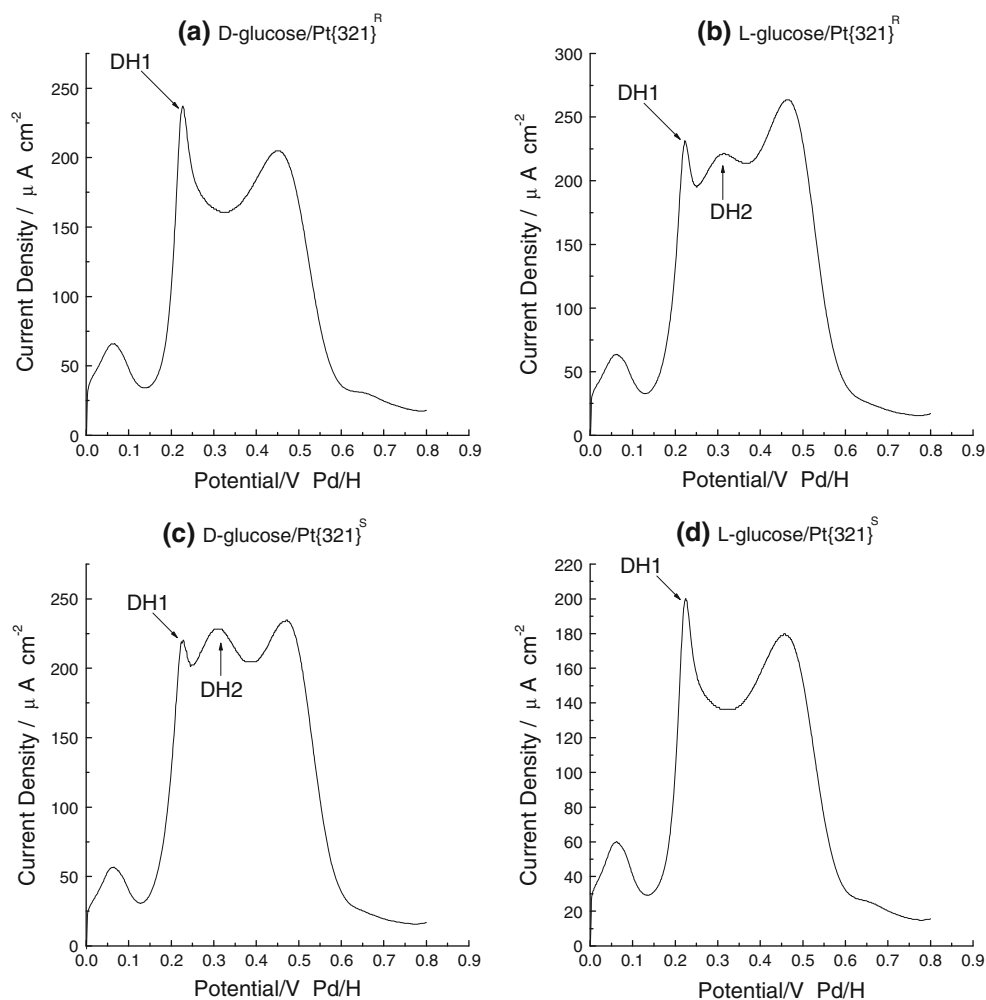 (a) D-glucose/Pt{321}R
DH1
Current Density / μ A cm-2
250
200
150
100
50
0
0.0 0.1 0.2 0.3 0.4 0.5 0.6 0.7 0.8 0.9
Potential/V Pd/H
(b) L-glucose/Pt{321}R
DH1
DH2
Current Density / μ A cm-2
300
250
200
150
100
50
0
0.0 0.1 0.2 0.3 0.4 0.5 0.6 0.7 0.8 0.9
Potential/V Pd/H
(c) D-glucose/Pt{321}S
DH1
DH2
Current Density / μ A cm-2
250
200
150
100
50
0
0.0 0.1 0.2 0.3 0.4 0.5 0.6 0.7 0.8 0.9
Potential/V Pd/H
(d) L-glucose/Pt{321}S
DH1
Current Density / μ A cm-2
220
200
180
160
140
120
100
80
60
40
20
0
0.0 0.1 0.2 0.3 0.4 0.5 0.6 0.7 0.8 0.9
Potential/V Pd/H